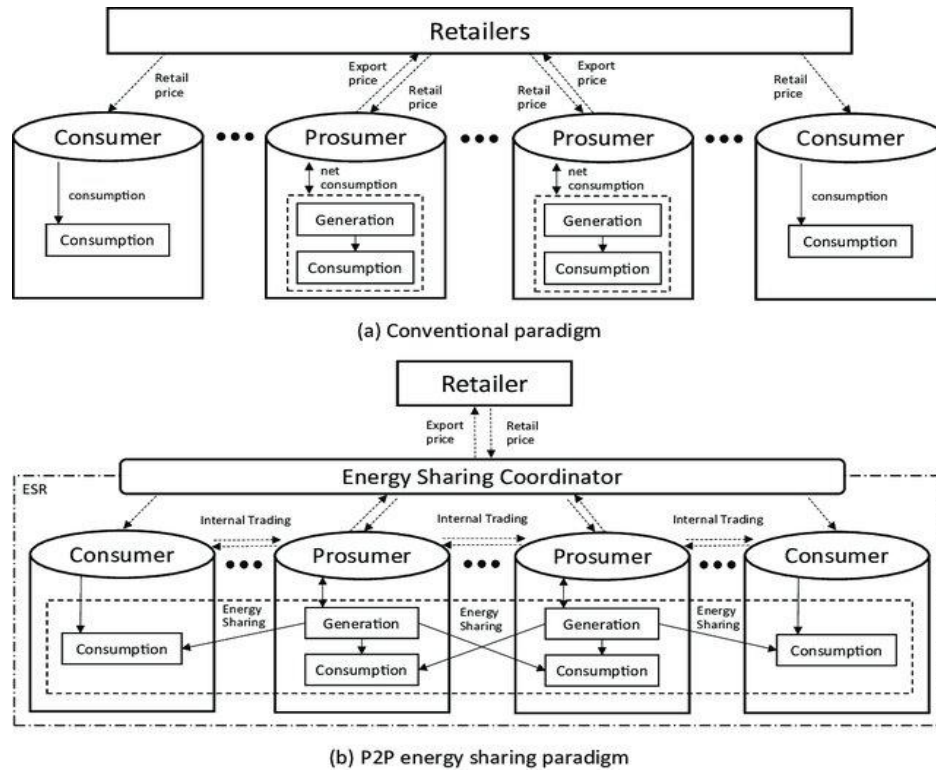 Retailers
Retail
price
Export
price
Retail
price
Retail
price
Export
price
Retail
price
Consumer
Prosumer
Prosumer
Consumer
consumption
Consumption
net
consumption
Generation
Consumption
net
consumption
Generation
Consumption
consumption
Consumption
(a) Conventional paradigm
Retailer
Export
price
Retail
price
ESR
Energy Sharing Coordinator
Internal Trading
Internal Trading
Internal Trading
Consumer
Prosumer
Prosumer
Consumer
Energy
Sharing
Energy
Sharing
Energy
Sharing
Consumption
Generation
Consumption
Generation
Consumption
Consumption
(b) P2P energy sharing paradigm